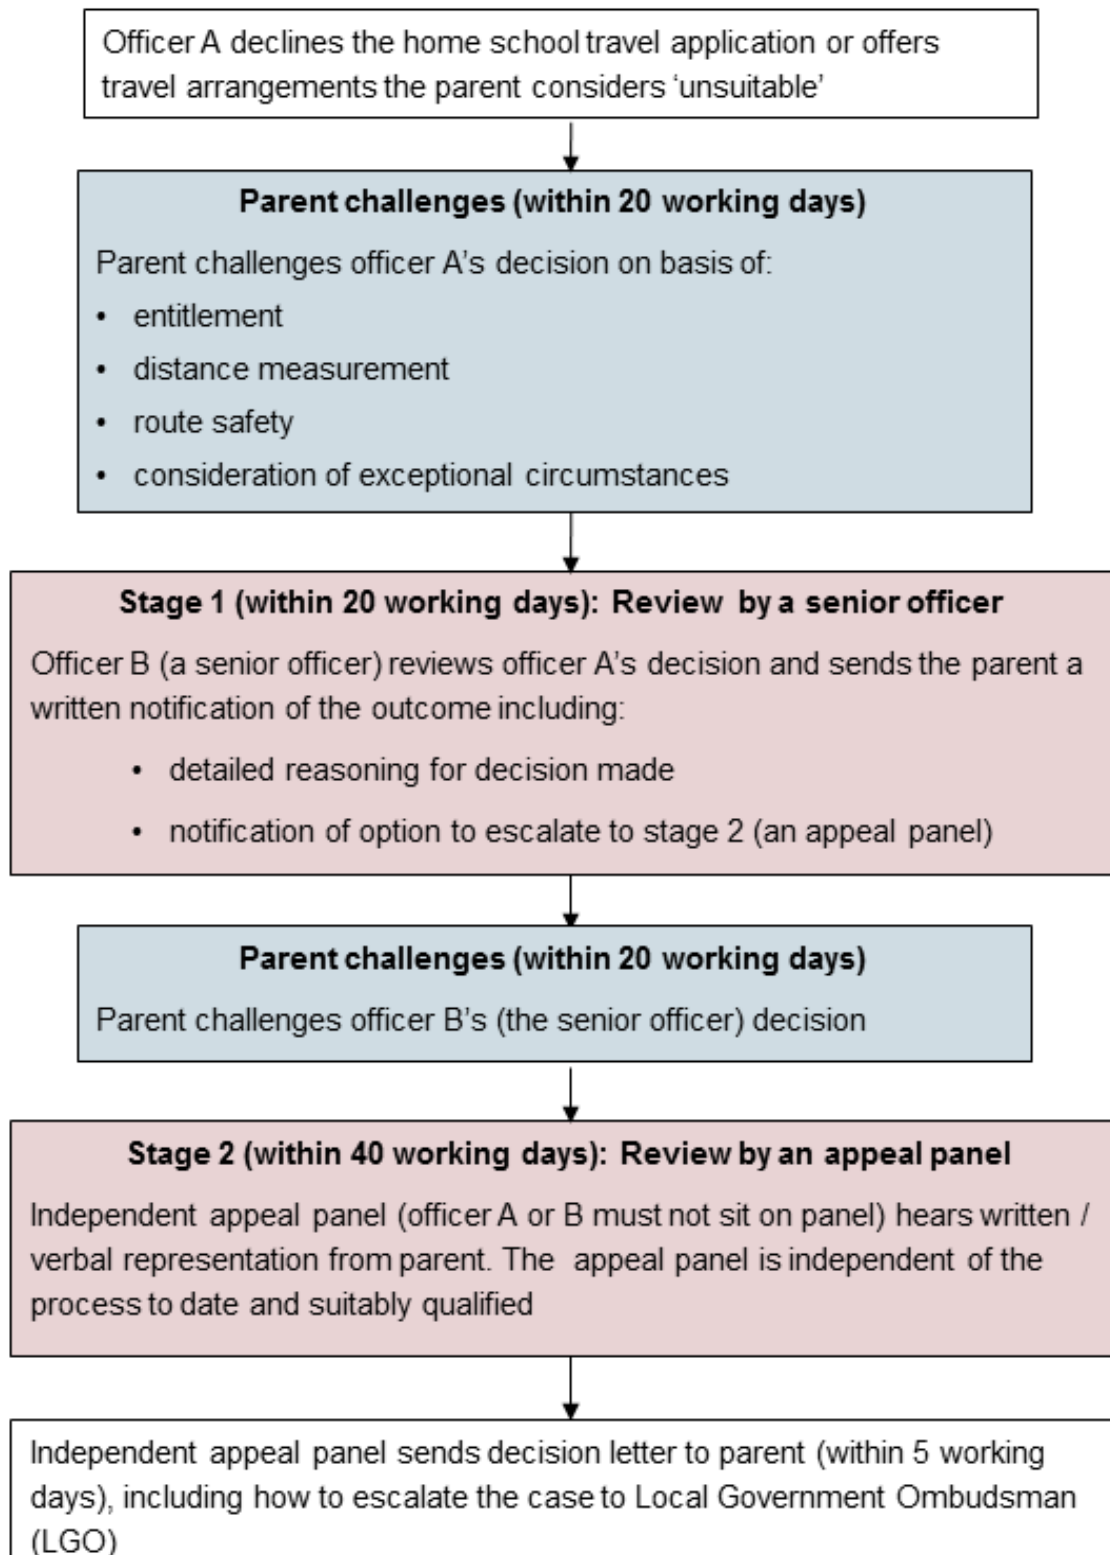 Officer A declines the home school travel application or offers
travel arrangements the parent considers ‘unsuitable’
Parent challenges (within 20 working days)
Parent challenges officer A’s decision on basis of:
• entitlement
• distance measurement
• route safety
• consideration of exceptional circumstances
Stage 1 (within 20 working days): Review by a senior officer
Officer B (a senior officer) reviews officer A’s decision and sends the parent a
written notification of the outcome including:
• detailed reasoning for decision made
• notification of option to escalate to stage 2 (an appeal panel)
Parent challenges (within 20 working days)
Parent challenges officer B’s (the senior officer) decision
Stage 2 (within 40 working days): Review by an appeal panel
Independent appeal panel (officer A or B must not sit on panel) hears written /
verbal representation from parent. The appeal panel is independent of the
process to date and suitably qualified
Independent appeal panel sends decision letter to parent (within 5 working
days), including how to escalate the case to Local Government Ombudsman
(LGO)